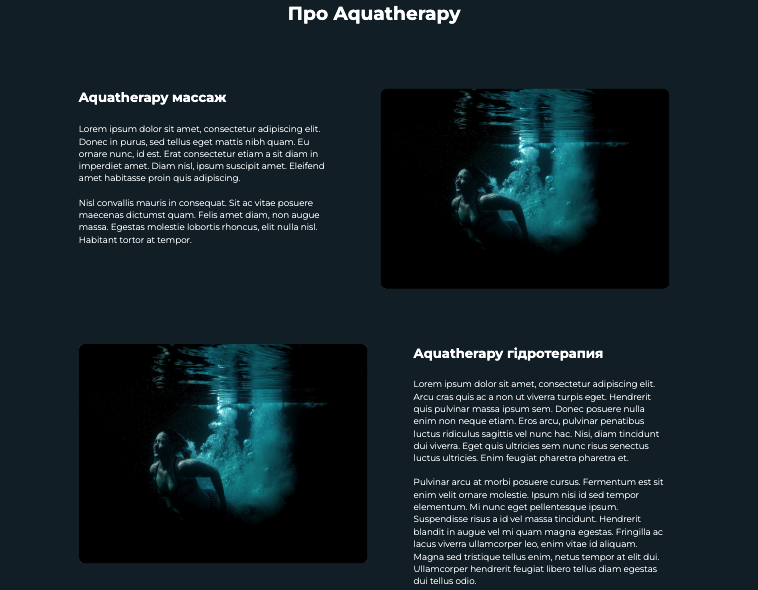 Про Aquatherapy
Aquatherapy массаж
Lorem ipsum dolor sit amet, consectetur adipiscing elit.
Donec in purus, sed tellus eget mattis nibh quam. Eu
ornare nunc, id est. Erat consectetur etiam a sit diam in
imperdiet amet. Diam nisl, ipsum suscipit amet. Eleifend
amet habitasse proin quis adipiscing.
Nisl convallis mauris in consequat. Sit ac vitae posuere
maecenas dictumst quam. Felis amet diam, non augue
massa. Egestas molestie lobortis rhoncus, elit nulla nisl.
Habitant tortor at tempor.
Aquatherapy гідротерапия
Lorem ipsum dolor sit amet, consectetur adipiscing elit.
Arcu cras quis ac a non ut viverra turpis eget. Hendrerit
quis pulvinar massa ipsum sem. Donec posuere nulla
enim non neque etiam. Eros arcu, pulvinar penatibus
luctus ridiculus sagittis vel nunc hac. Nisi, diam tincidunt
dui viverra. Eget quis ultricies sem nunc risus senectus
luctus ultricies. Enim feugiat pharetra pharetra et.
Pulvinar arcu at morbi posuere cursus. Fermentum est sit
enim velit ornare molestie. Ipsum nisi id sed tempor
elementum. Mi nunc eget pellentesque ipsum.
Suspendisse risus a id vel massa tincidunt. Hendrerit
blandit in augue vel mi quam magna egestas. Fringilla ac
lacus viverra ullamcorper leo, enim vitae id aliquam.
Magna sed tristique tellus enim, netus tempor at elit dui.
Ullamcorper hendrerit feugiat libero tellus diam egestas
dui tellus odio.